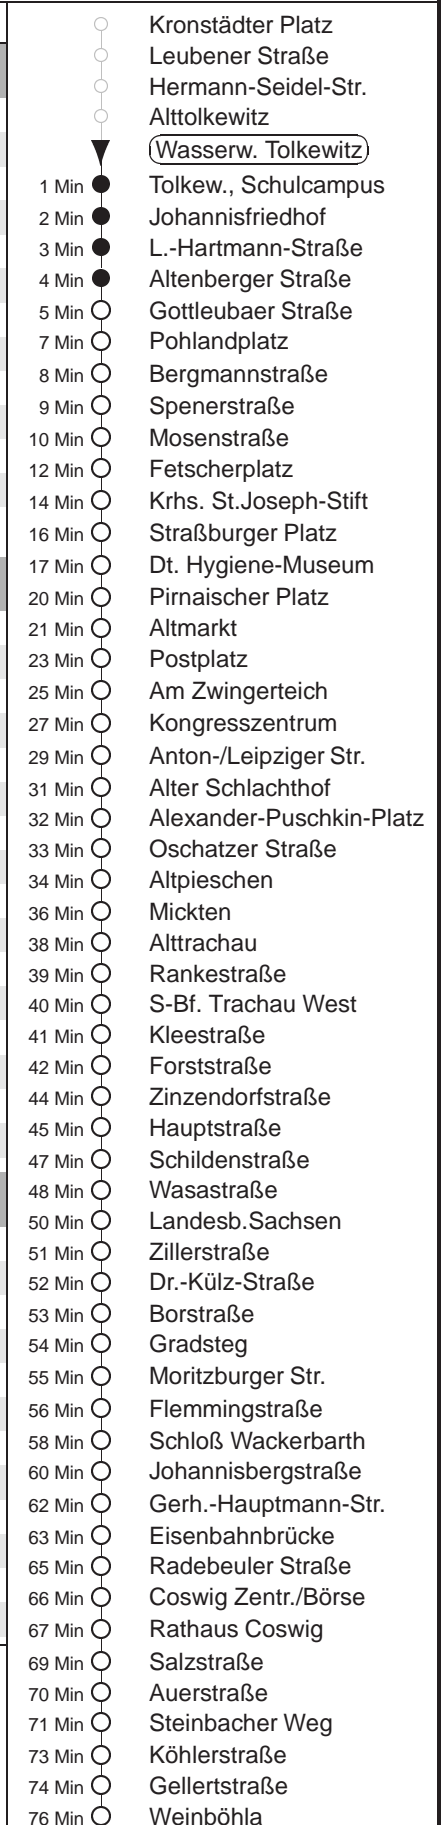 Kronstädter Platz
Leubener Straße
Hermann-Seidel-Str.
Alttolkewitz
Wasserw. Tolkewitz
1 Min Tolkew., Schulcampus
2 Min Johannisfriedhof
3 Min L.-Hartmann-Straße
4 Min Altenberger Straße
5 Min Gottleubaer Straße
7 Min Pohlandplatz
8 Min Bergmannstraße
9 Min Spenerstraße
10 Min Mosenstraße
12 Min Fetscherplatz
14 Min Krhs. St.Joseph-Stift
16 Min Straßburger Platz
17 Min Dt. Hygiene-Museum
20 Min Pirnaischer Platz
21 Min Altmarkt
23 Min Postplatz
25 Min Am Zwingerteich
27 Min Kongresszentrum
29 Min Anton-/Leipziger Str.
31 Min Alter Schlachthof
32 Min Alexander-Puschkin-Platz
33 Min Oschatzer Straße
34 Min Altpieschen
36 Min Mickten
38 Min Alttrachau
39 Min Rankestraße
40 Min S-Bf. Trachau West
41 Min Kleestraße
42 Min Forststraße
44 Min Zinzendorfstraße
45 Min Hauptstraße
47 Min Schildenstraße
48 Min Wasastraße
50 Min Landesb.Sachsen
51 Min Zillerstraße
52 Min Dr.-Külz-Straße
53 Min Borstraße
54 Min Gradsteg
55 Min Moritzburger Str.
56 Min Flemmingstraße
58 Min Schloß Wackerbarth
60 Min Johannisbergstraße
62 Min Gerh.-Hauptmann-Str.
63 Min Eisenbahnbrücke
65 Min Radebeuler Straße
66 Min Coswig Zentr./Börse
67 Min Rathaus Coswig
69 Min Salzstraße
70 Min Auerstraße
71 Min Steinbacher Weg
73 Min Köhlerstraße
74 Min Gellertstraße
76 Min Weinböhla